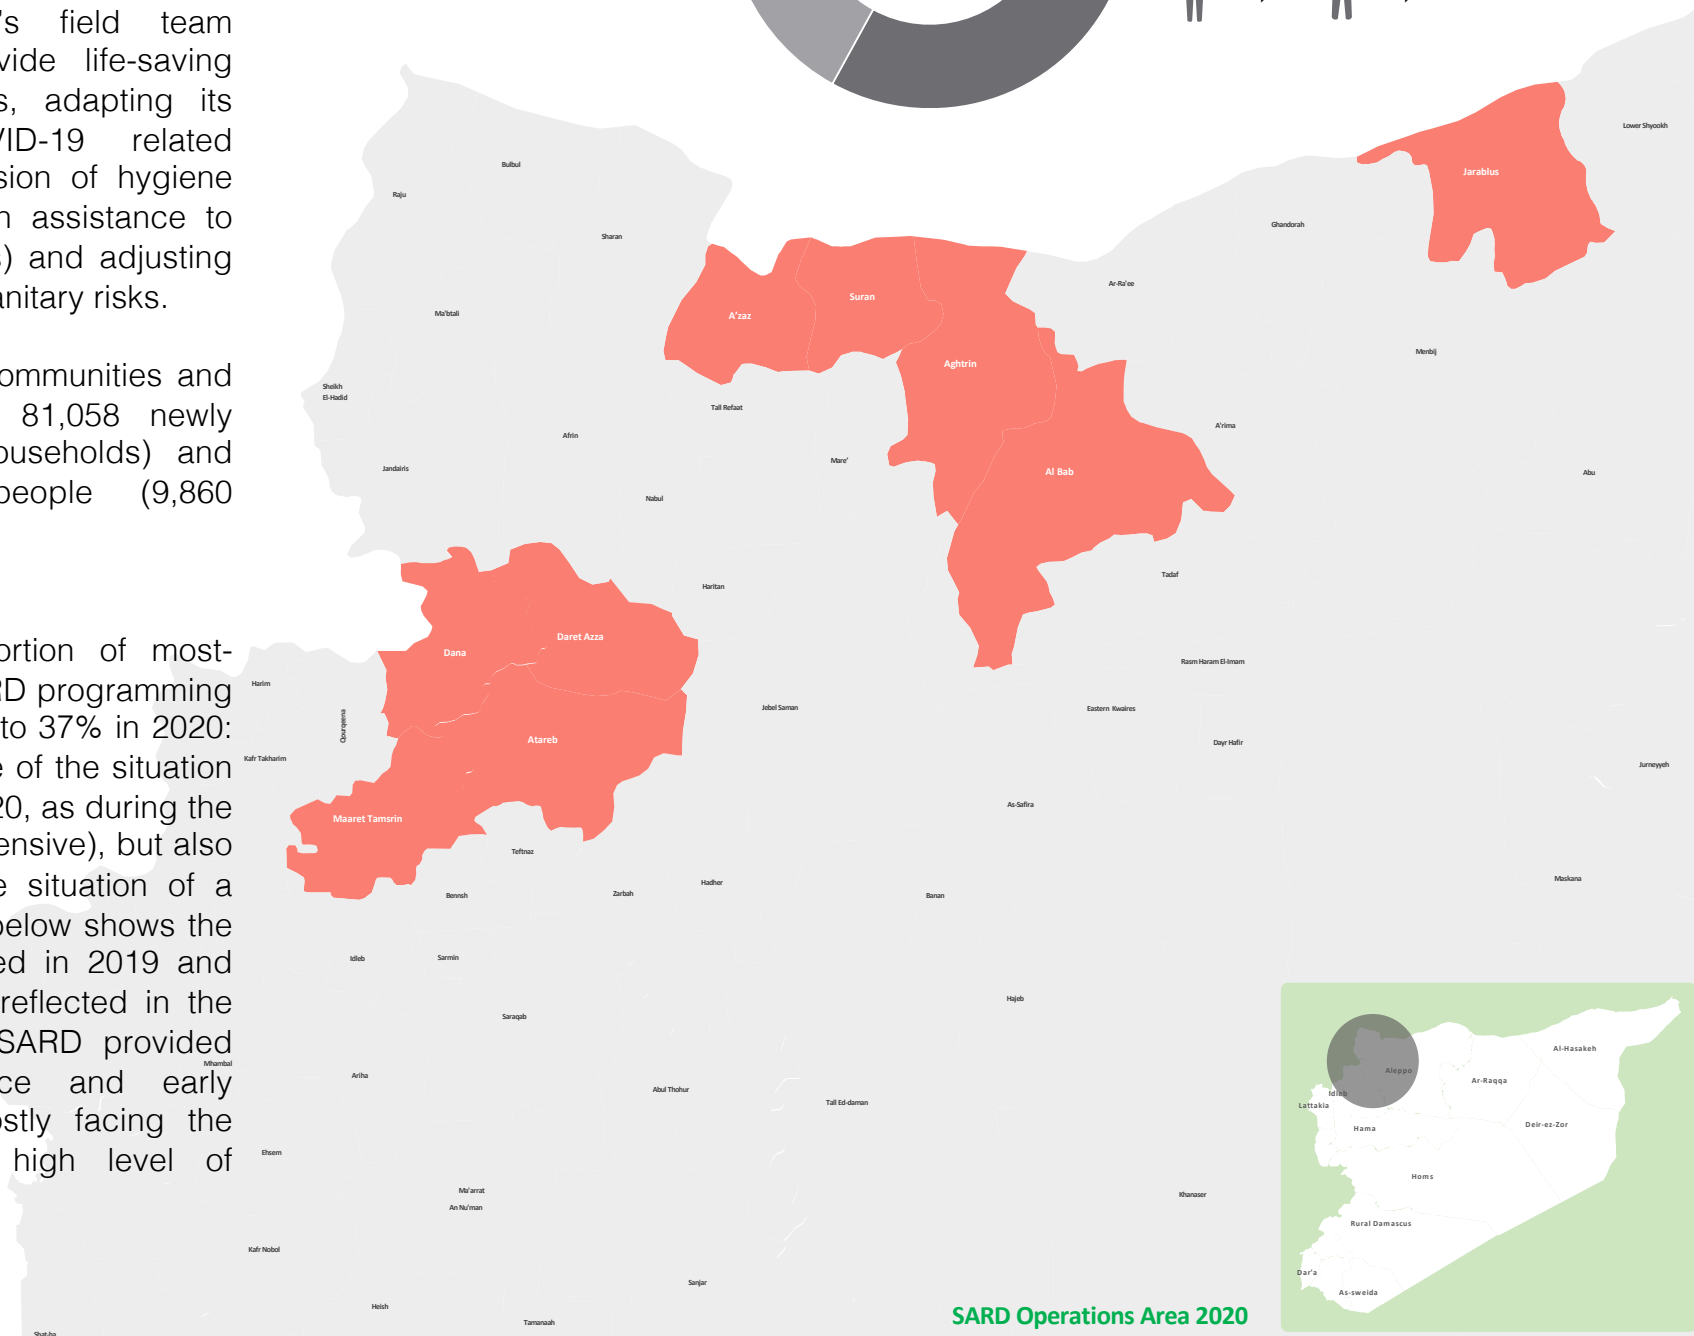 's field team
vide life-saving
s, adapting its
VID-19 related
sion of hygiene
n assistance to
s) and adjusting
anitary risks.
ommunities and
81,058 newly
ouseholds) and
people (9,860
ortion of most-
RD programming
to 37% in 2020:
e of the situation
20, as during the
ensive), but also
e situation of a
below shows the
ed in 2019 and
reflected in the
SARD provided
ce and early
ostly facing the
high level of
Lower Shyookh
Bulbul
Jarablus
Raju
Ghandorah
Sharan
Ar-Ra'ee
Suran
Ma'btali
A'zaz
Menbij
Aghtrin
Sheikh
El-Hadid
Tall Refaat
A'rima
Afrin
Mare'
Jandairis
Al Bab
Abu
Nabul
Tadaf
Haritan
Daret Azza
Dana
Rasm Haram El-Imam
Harim
Jebel Saman
Eastern Kwaires
Qourqeena
Atareb
Dayr Hafir
Kafr Takharim
Jurneyyeh
As-Safira
Maaret Tamsrin
Teftnaz
Maskana
Hadher
Bennsh
Zarbah
Banan
Idleb
Sarmin
Hajeb
Saraqab
Mhambal
Ariha
Abul Thohur
Tall Ed-daman
Ehsem
Ma'arrat
An Nu'man
Khanaser
Kafr Nobol
Sanjar
Heish
Tamanaah
Shat-ha
SARD Operations Area 2020
Al-Hasakeh
Aleppo
Ar-Raqqa
Idleb
Lattakia
Hama
Deir-ez-Zor
Homs
Rural Damascus
Dar'a
As-sweida